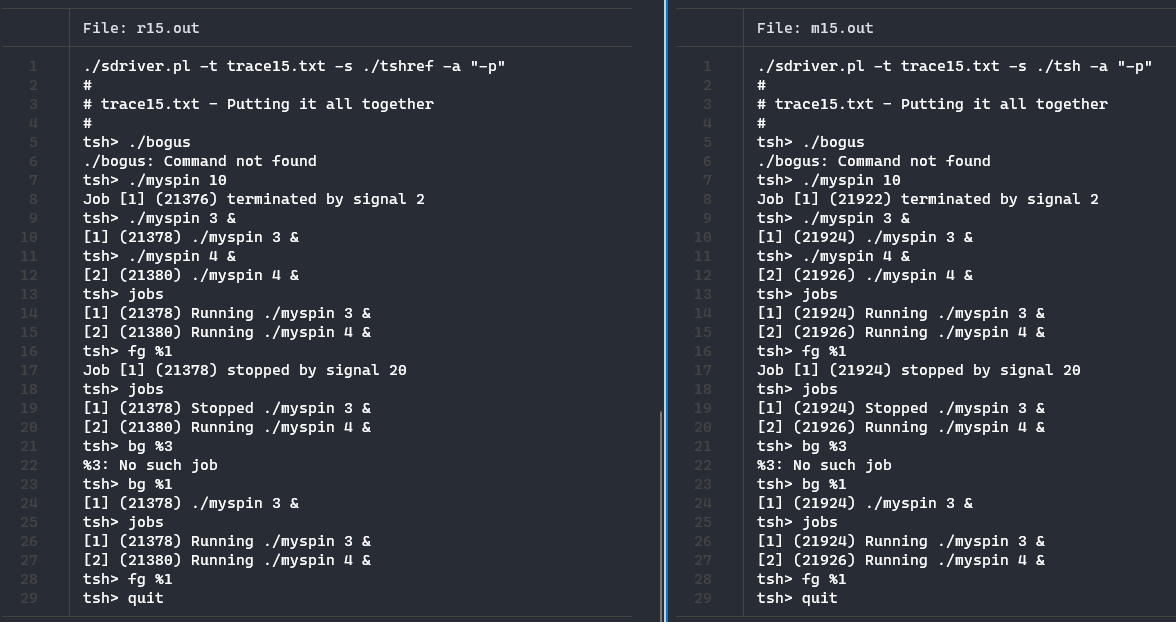 File: r15.out
1 ./sdriver.pl -t trace15.txt -s ./tshref -a "-p"
2 #
3 # trace15.txt - Putting it all together
4 #
5 tsh> ./bogus
6 ./bogus: Command not found
7 tsh> ./myspin 10
8 Job [1] (21376) terminated by signal 2
9 tsh> ./myspin 3 &
10 [1] (21378) ./myspin 3 &
11 tsh> ./myspin 4 &
12 [2] (21380) ./myspin 4 &
13 tsh> jobs
14 [1] (21378) Running ./myspin 3 &
15 [2] (21380) Running ./myspin 4 &
16 tsh> fg %1
17 Job [1] (21378) stopped by signal 20
18 tsh> jobs
19 [1] (21378) Stopped ./myspin 3 &
20 [2] (21380) Running ./myspin 4 &
21 tsh> bg %3
22 %3: No such job
23 tsh> bg %1
24 [1] (21378) ./myspin 3 &
25 tsh> jobs
26 [1] (21378) Running ./myspin 3 &
27 [2] (21380) Running ./myspin 4 &
28 tsh> fg %1
29 tsh> quit
File: m15.out
1 ./sdriver.pl -t trace15.txt -s ./tsh -a "-p"
2 #
3 # trace15.txt - Putting it all together
4 #
5 tsh> ./bogus
6 ./bogus: Command not found
7 tsh> ./myspin 10
8 Job [1] (21922) terminated by signal 2
9 tsh> ./myspin 3 &
10 [1] (21924) ./myspin 3 &
11 tsh> ./myspin 4 &
12 [2] (21926) ./myspin 4 &
13 tsh> jobs
14 [1] (21924) Running ./myspin 3 &
15 [2] (21926) Running ./myspin 4 &
16 tsh> fg %1
17 Job [1] (21924) stopped by signal 20
18 tsh> jobs
19 [1] (21924) Stopped ./myspin 3 &
20 [2] (21926) Running ./myspin 4 &
21 tsh> bg %3
22 %3: No such job
23 tsh> bg %1
24 [1] (21924) ./myspin 3 &
25 tsh> jobs
26 [1] (21924) Running ./myspin 3 &
27 [2] (21926) Running ./myspin 4 &
28 tsh> fg %1
29 tsh> quit